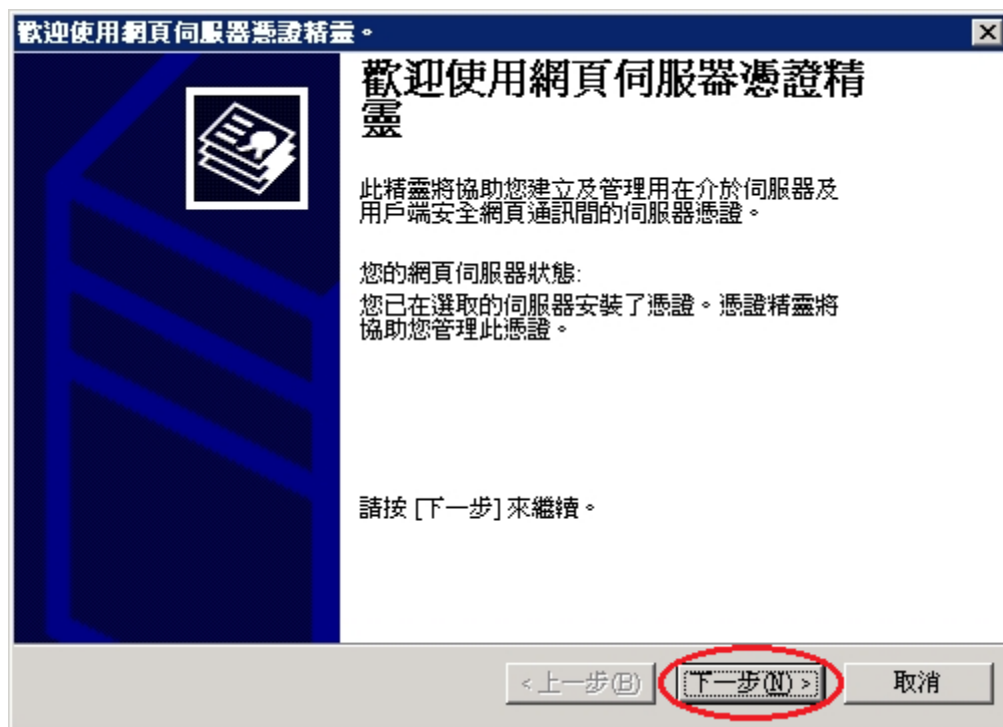 歡迎使用網頁伺服器憑證精靈。
歡迎使用網頁伺服器憑證精
靈
此精靈將協助您建立及管理用在介於伺服器及
用戶端安全網頁通訊間的伺服器憑證。
您的網頁伺服器狀態:
您已在選取的伺服器安裝了憑證。憑證精靈將
協助您管理此憑證。
請按 [下一步] 來繼續。
< 上一步(B) 下一步(N) > 取消